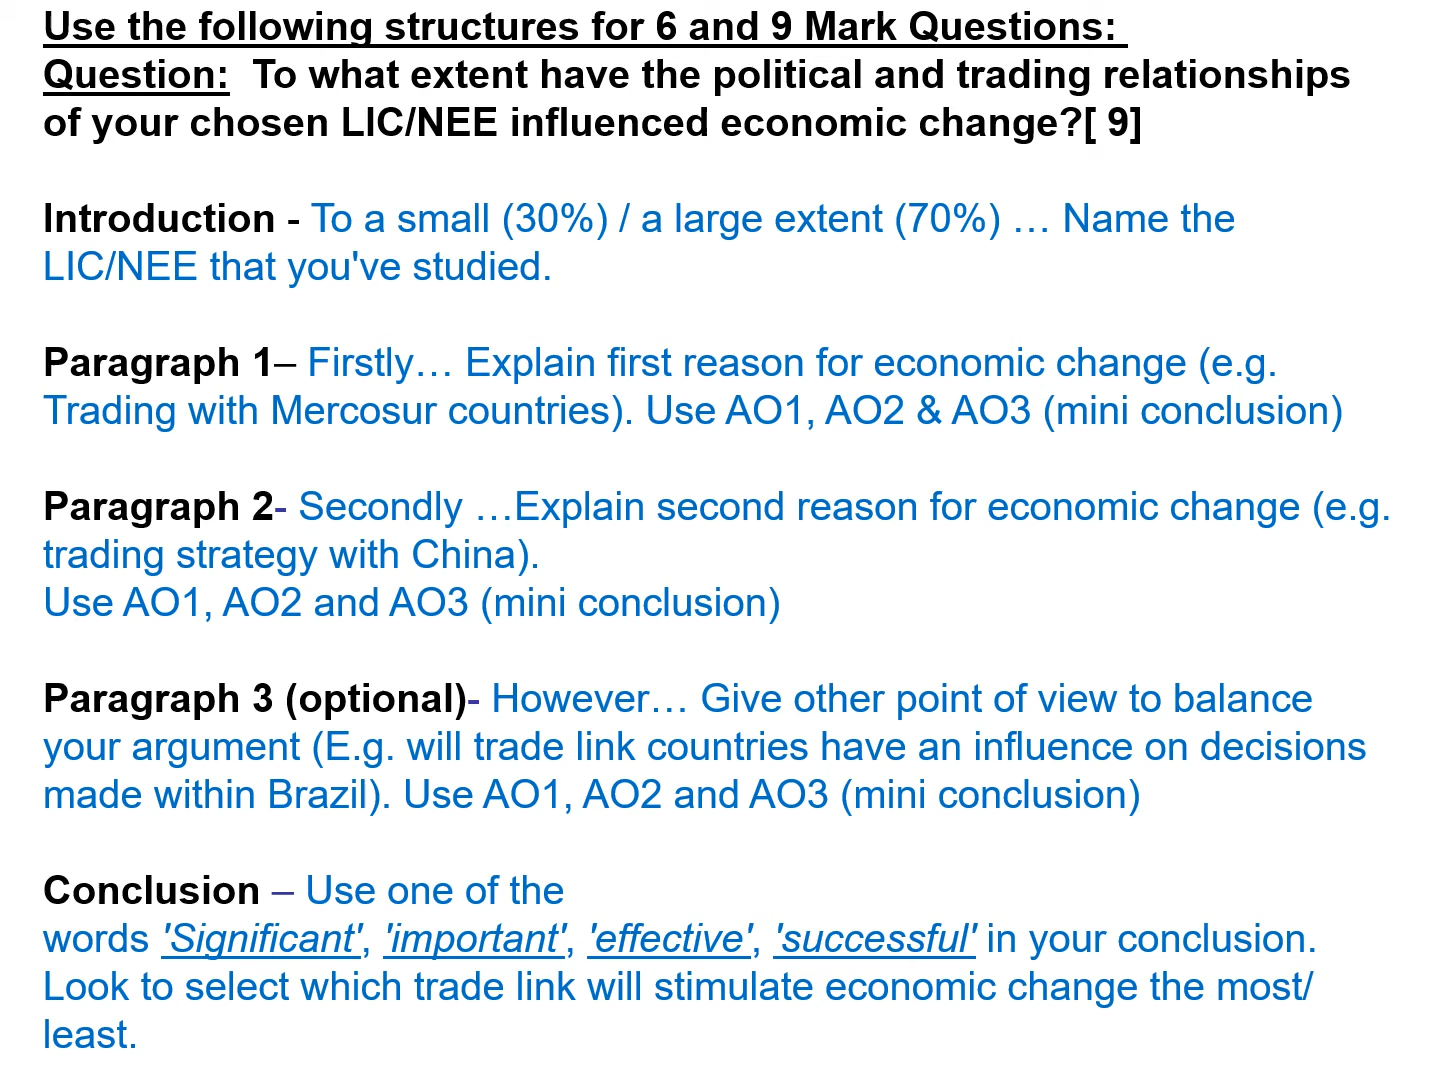 Use the following structures for 6 and 9 Mark Questions:
Question:  To what extent have the political and trading relationships
of your chosen LIC/NEE influenced economic change?[ 9]
Introduction - To a small (30%) / a large extent (70%) … Name the
LIC/NEE that you've studied.
Paragraph 1– Firstly… Explain first reason for economic change (e.g.
Trading with Mercosur countries). Use AO1, AO2 & AO3 (mini conclusion)
Paragraph 2- Secondly …Explain second reason for economic change (e.g.
trading strategy with China).
Use AO1, AO2 and AO3 (mini conclusion)
Paragraph 3 (optional)- However… Give other point of view to balance
your argument (E.g. will trade link countries have an influence on decisions
made within Brazil). Use AO1, AO2 and AO3 (mini conclusion)
Conclusion – Use one of the
words 'Significant', 'important', 'effective', 'successful' in your conclusion.
Look to select which trade link will stimulate economic change the most/
least.